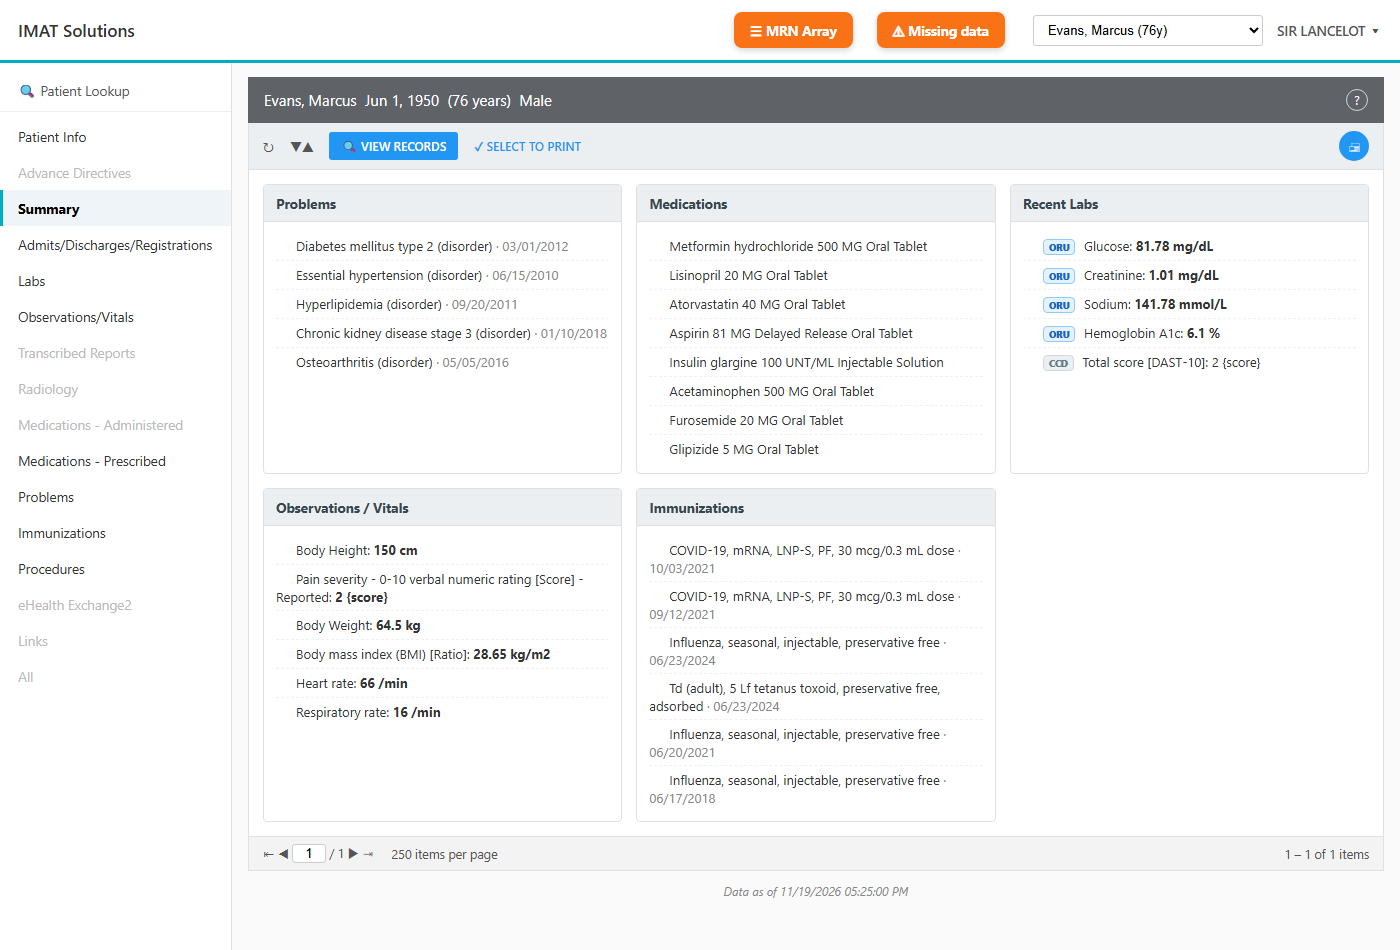 IMAT Solutions
☰ MRN Array
⚠ Missing data
Evans, Marcus (76y)
SIR LANCELOT ▼
Patient Lookup
Patient Info
Advance Directives
Summary
Admits/Discharges/Registrations
Labs
Observations/Vitals
Transcribed Reports
Radiology
Medications - Administered
Medications - Prescribed
Problems
Immunizations
Procedures
eHealth Exchange2
Links
All
Evans, Marcus Jun 1, 1950 (76 years) Male
?
↻ ▼▲ VIEW RECORDS ✓ SELECT TO PRINT
Problems
Diabetes mellitus type 2 (disorder) · 03/01/2012
Essential hypertension (disorder) · 06/15/2010
Hyperlipidemia (disorder) · 09/20/2011
Chronic kidney disease stage 3 (disorder) · 01/10/2018
Osteoarthritis (disorder) · 05/05/2016
Medications
Metformin hydrochloride 500 MG Oral Tablet
Lisinopril 20 MG Oral Tablet
Atorvastatin 40 MG Oral Tablet
Aspirin 81 MG Delayed Release Oral Tablet
Insulin glargine 100 UNT/ML Injectable Solution
Acetaminophen 500 MG Oral Tablet
Furosemide 20 MG Oral Tablet
Glipizide 5 MG Oral Tablet
Recent Labs
ORU Glucose: 81.78 mg/dL
ORU Creatinine: 1.01 mg/dL
ORU Sodium: 141.78 mmol/L
ORU Hemoglobin A1c: 6.1 %
CCD Total score [DAST-10]: 2 {score}
Observations / Vitals
Body Height: 150 cm
Pain severity - 0-10 verbal numeric rating [Score] -
Reported: 2 {score}
Body Weight: 64.5 kg
Body mass index (BMI) [Ratio]: 28.65 kg/m2
Heart rate: 66 /min
Respiratory rate: 16 /min
Immunizations
COVID-19, mRNA, LNP-S, PF, 30 mcg/0.3 mL dose ·
10/03/2021
COVID-19, mRNA, LNP-S, PF, 30 mcg/0.3 mL dose ·
09/12/2021
Influenza, seasonal, injectable, preservative free ·
06/23/2024
Td (adult), 5 Lf tetanus toxoid, preservative free,
adsorbed · 06/23/2024
Influenza, seasonal, injectable, preservative free ·
06/20/2021
Influenza, seasonal, injectable, preservative free ·
06/17/2018
⇤ ◀ 1 / 1 ▶ ⇥ 250 items per page
1 – 1 of 1 items
Data as of 11/19/2026 05:25:00 PM